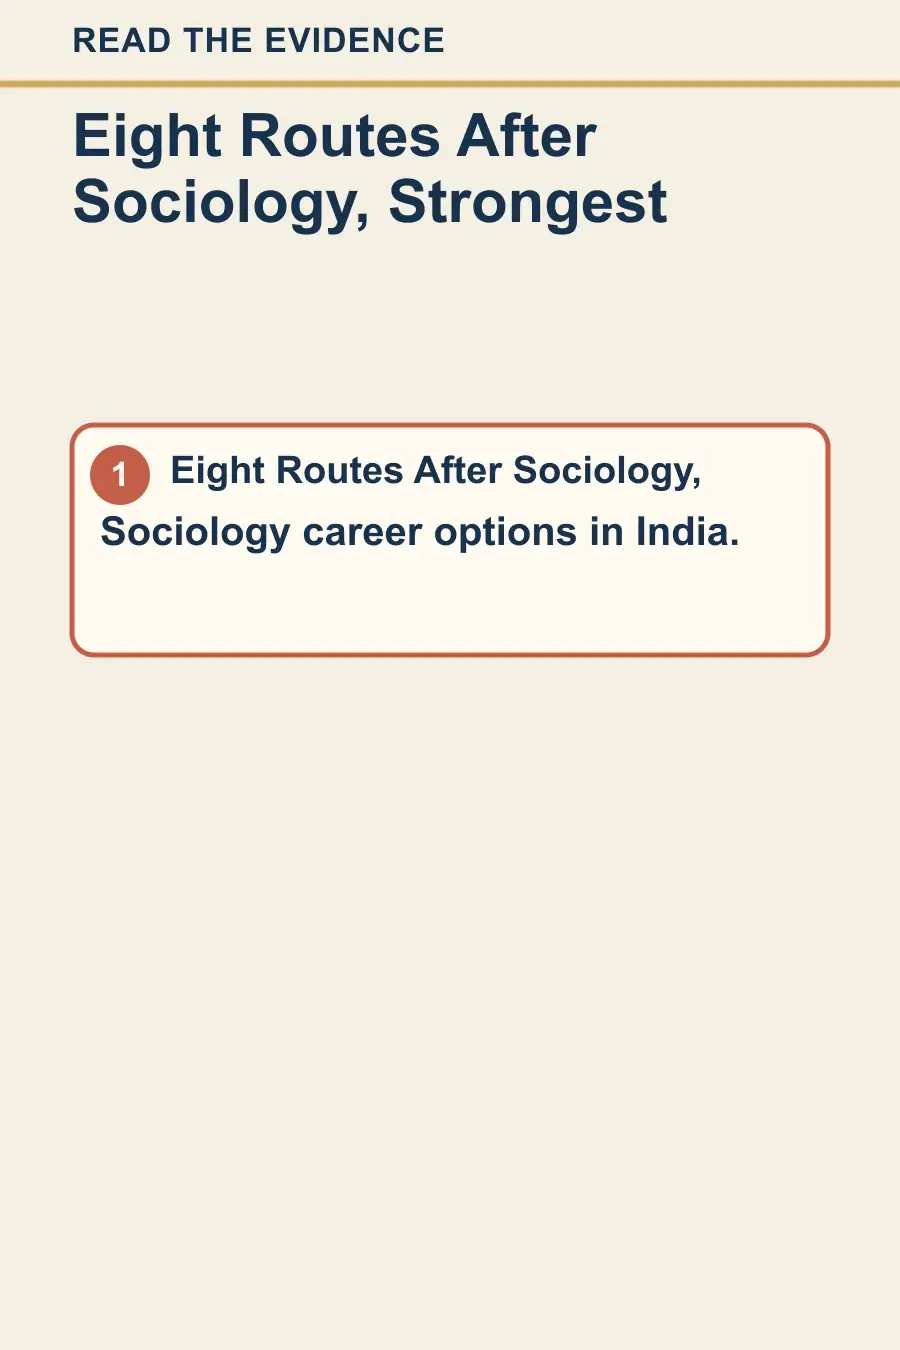 READ THE EVIDENCE
Eight Routes After
Sociology, Strongest
1 Eight Routes After Sociology,
Sociology career options in India.